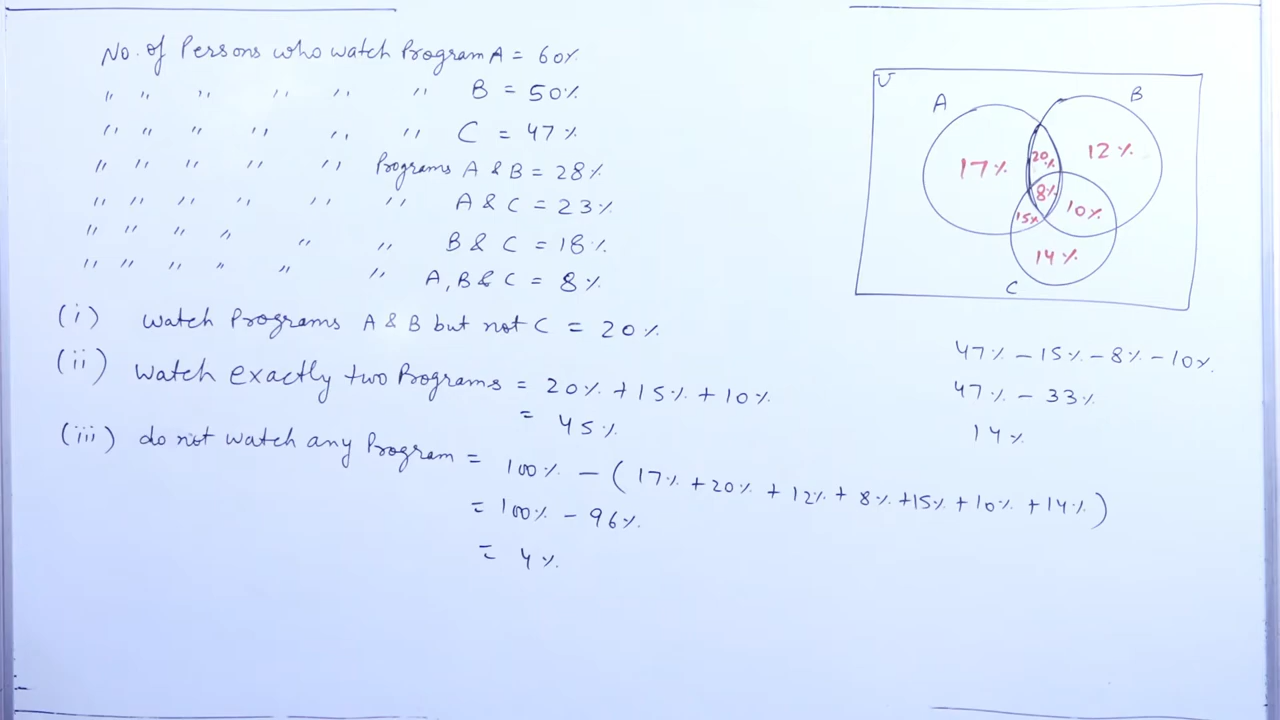 No. of Persons who watch Program A = 60%
" " " " " " B = 50%
" " " " " " C = 47%
" " " " " Programs A & B = 28%
" " " " " " A & C = 23%
" " " " " " B & C = 18%
" " " " " " A, B & C = 8%
(i) Watch Programs A & B but not C = 20%
(ii) Watch exactly two Programs = 20% + 15% + 10%
= 45%
(iii) do not watch any Program = 100% - (17% + 20% + 12% + 8% + 15% + 10% + 14%)
= 100% - 96%
= 4%
U
A
B
17%
20%
12%
8%
15%
10%
14%
C
47% - 15% - 8% - 10%
47% - 33%
14%